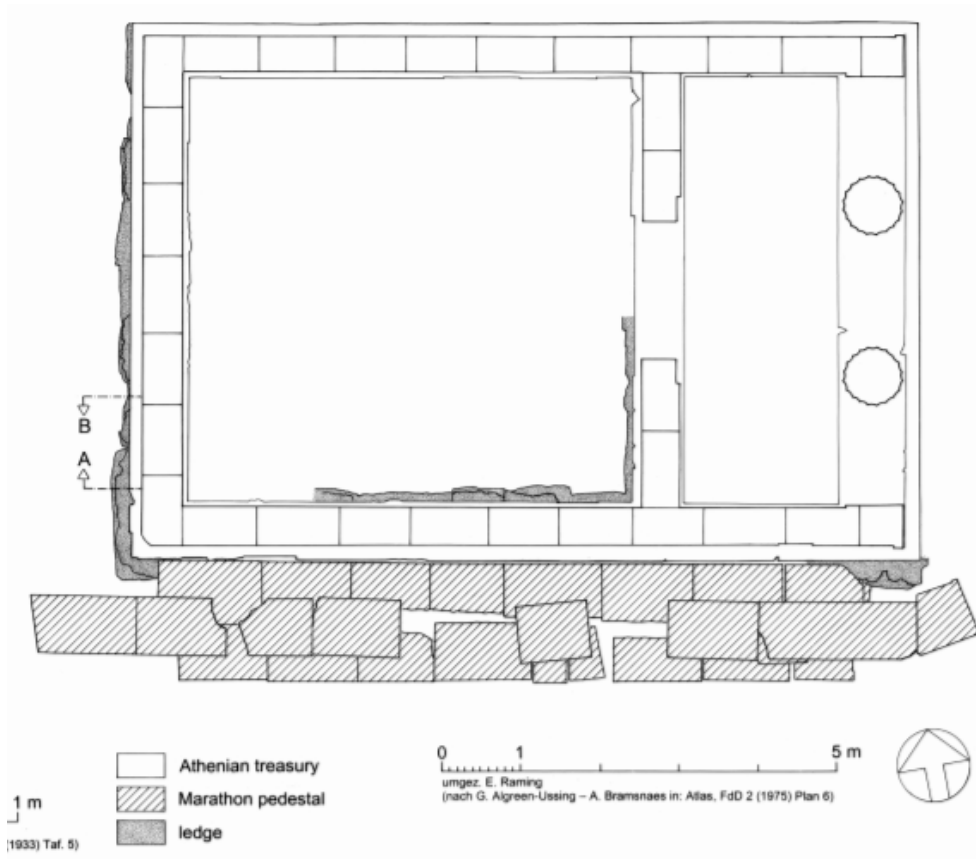 B
A
Athenian treasury
Marathon pedestal
ledge
0 1 5 m
umgez. E. Raming
(nach G. Algreen-Ussing – A. Bramsnaes in: Atlas, FdD 2 (1975) Plan 6)
1 m
(1933) Taf. 5)